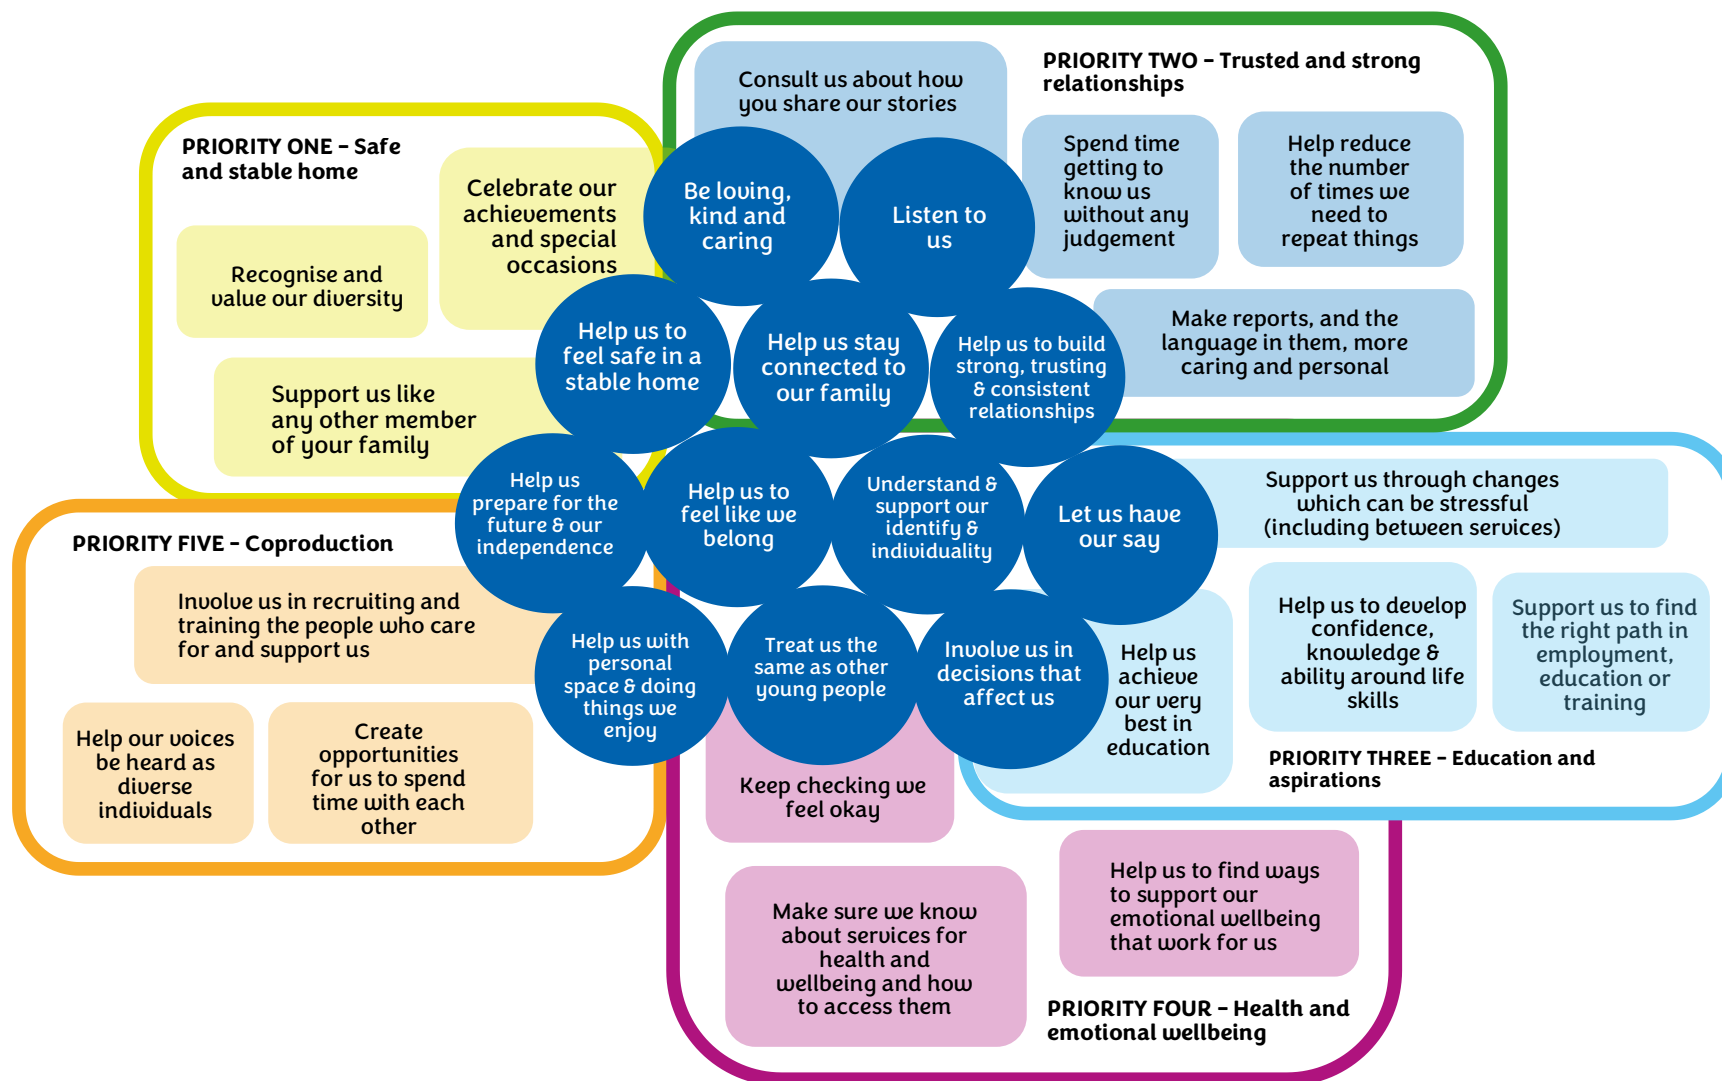 PRIORITY ONE – Safe
and stable home
Celebrate our
achievements
and special
occasions
Recognise and
value our diversity
Support us like
any other member
of your family
PRIORITY TWO – Trusted and strong
relationships
Consult us about how
you share our stories
Spend time
getting to
know us
without any
judgement
Help reduce
the number
of times we
need to
repeat things
Make reports, and the
language in them, more
caring and personal
Be loving,
kind and
caring
Listen to
us
Help us to
feel safe in a
stable home
Help us stay
connected to
our family
Help us to build
strong, trusting
& consistent
relationships
Help us
prepare for the
future & our
independence
Help us to
feel like we
belong
Understand &
support our
identify &
individuality
Let us have
our say
Help us with
personal
space & doing
things we
enjoy
Treat us the
same as other
young people
Involve us in
decisions that
affect us
Support us through changes
which can be stressful
(including between services)
Help us
achieve
our very
best in
education
Help us to develop
confidence,
knowledge &
ability around life
skills
Support us to find
the right path in
employment,
education or
training
PRIORITY THREE – Education and
aspirations
PRIORITY FIVE – Coproduction
Involve us in recruiting and
training the people who care
for and support us
Help our voices
be heard as
diverse
individuals
Create
opportunities
for us to spend
time with each
other
Keep checking we
feel okay
Make sure we know
about services for
health and
wellbeing and how
to access them
Help us to find ways
to support our
emotional wellbeing
that work for us
PRIORITY FOUR – Health and
emotional wellbeing